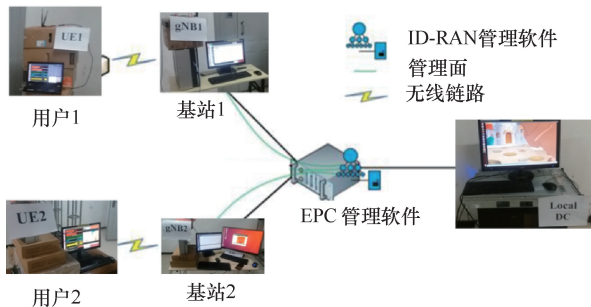 UE1
gNB1
ID-RAN管理软件
管理面
无线链路
用户1
基站1
EPC 管理软件
Local
DC
UE2
gNB2
用户2
基站2